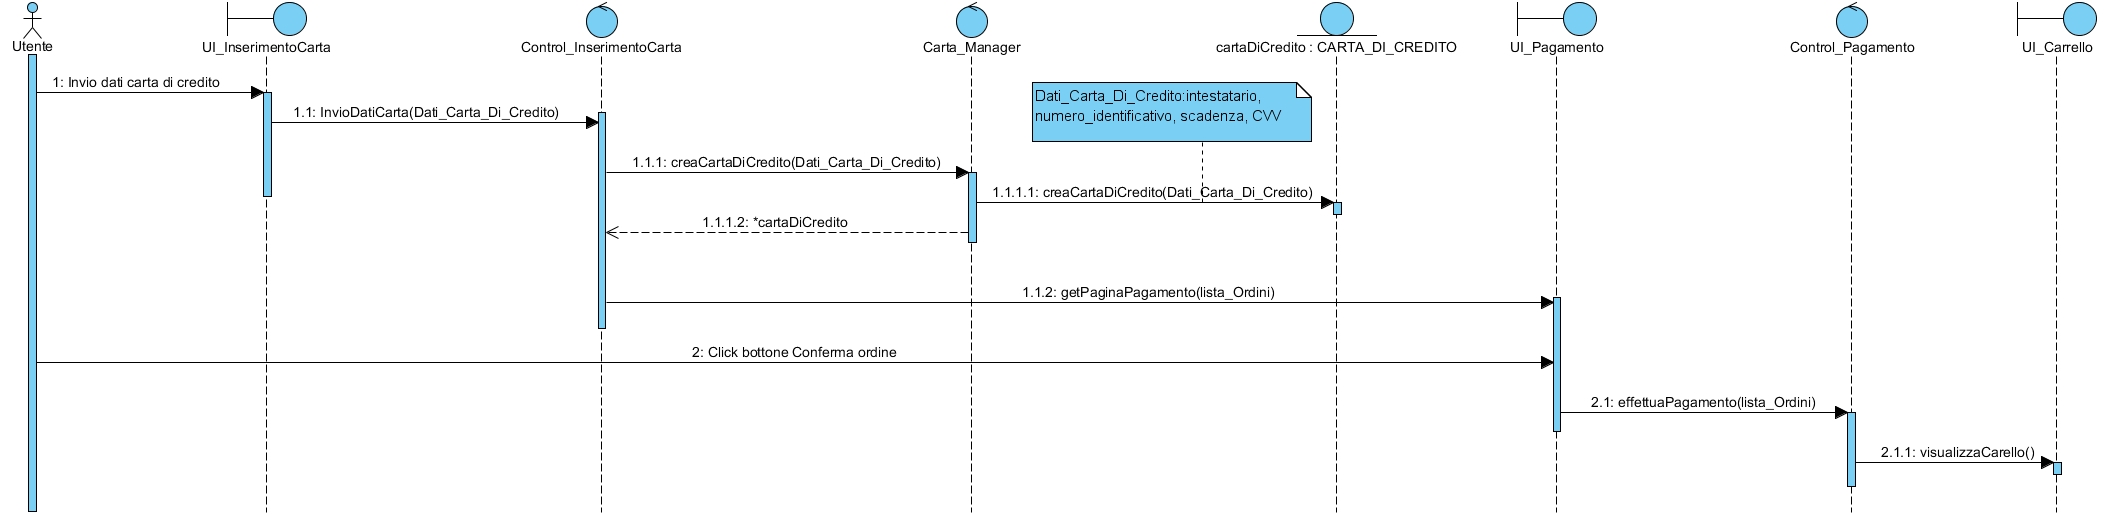 Utente
UI_InserimentoCarta
Control_InserimentoCarta
Carta_Manager
cartaDiCredito : CARTA_DI_CREDITO
UI_Pagamento
Control_Pagamento
UI_Carrello
1: Invio dati carta di credito
Dati_Carta_Di_Credito:intestatario,
numero_identificativo, scadenza, CVV
1.1: InvioDatiCarta(Dati_Carta_Di_Credito)
1.1.1: creaCartaDiCredito(Dati_Carta_Di_Credito)
1.1.1.1: creaCartaDiCredito(Dati_Carta_Di_Credito)
1.1.1.2: *cartaDiCredito
1.1.2: getPaginaPagamento(lista_Ordini)
2: Click bottone Conferma ordine
2.1: effettuaPagamento(lista_Ordini)
2.1.1: visualizzaCarello()